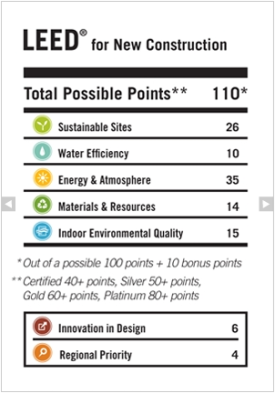 LEED® for New Construction
Total Possible Points** 110*
Sustainable Sites 26
Water Efficiency 10
Energy & Atmosphere 35
Materials & Resources 14
Indoor Environmental Quality 15
* Out of a possible 100 points + 10 bonus points
** Certified 40+ points, Silver 50+ points,
Gold 60+ points, Platinum 80+ points
Innovation in Design 6
Regional Priority 4